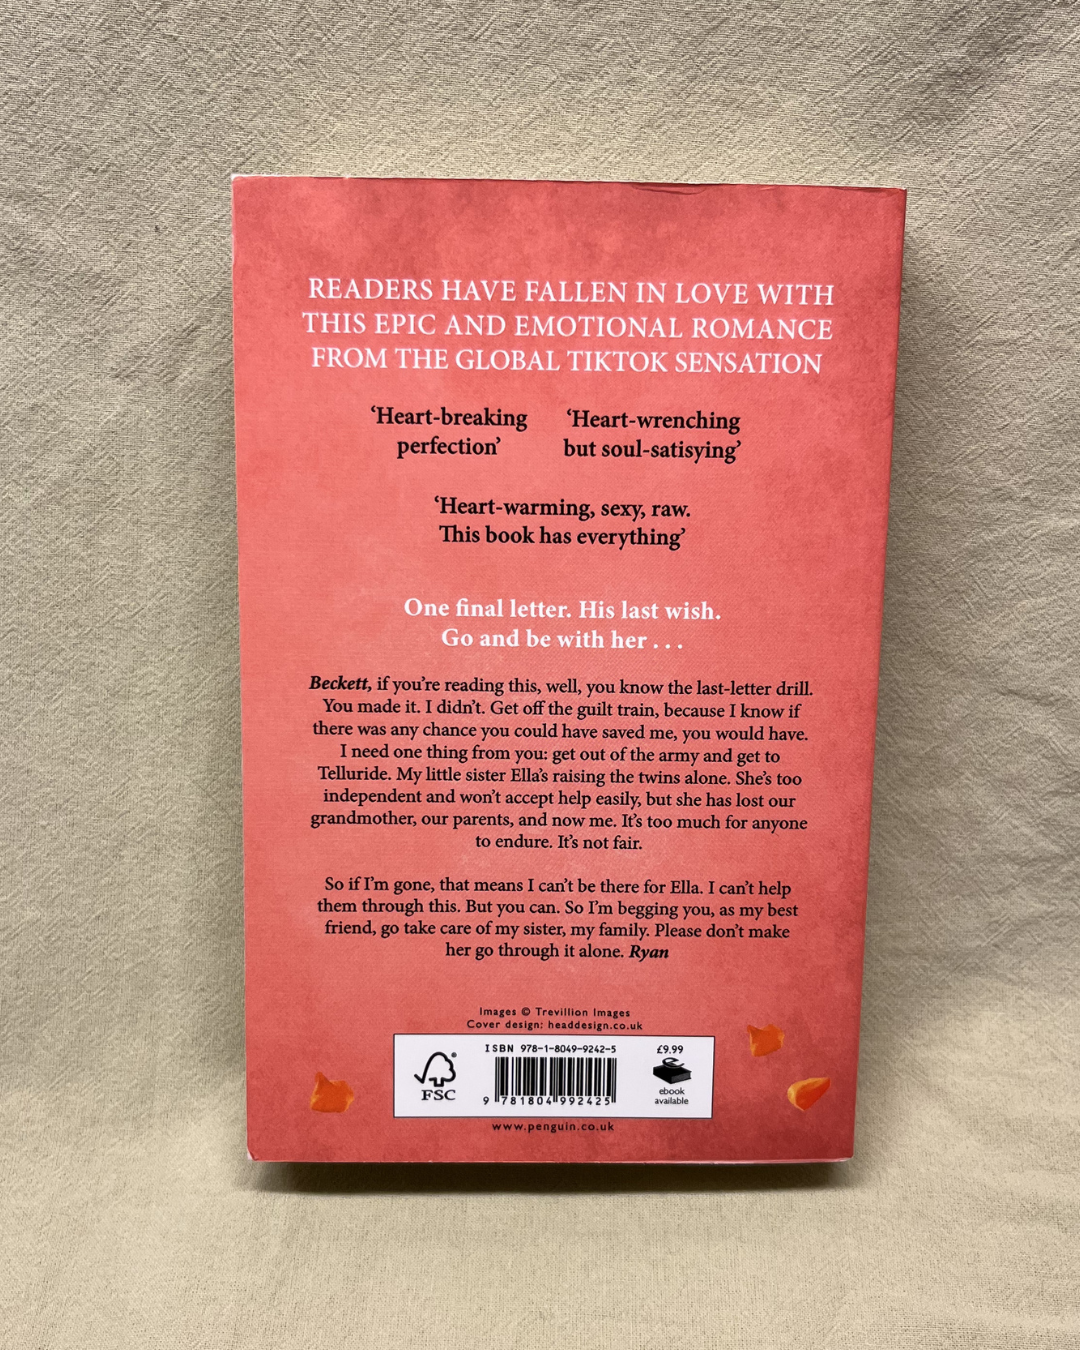 READERS HAVE FALLEN IN LOVE WITH
THIS EPIC AND EMOTIONAL ROMANCE
FROM THE GLOBAL TIKTOK SENSATION
‘Heart-breaking
perfection’
‘Heart-wrenching
but soul-satisying’
‘Heart-warming, sexy, raw.
This book has everything’
One final letter. His last wish.
Go and be with her . . .
Beckett, if you’re reading this, well, you know the last-letter drill.
You made it. I didn’t. Get off the guilt train, because I know if
there was any chance you could have saved me, you would have.
I need one thing from you: get out of the army and get to
Telluride. My little sister Ella’s raising the twins alone. She’s too
independent and won’t accept help easily, but she has lost our
grandmother, our parents, and now me. It’s too much for anyone
to endure. It’s not fair.
So if I’m gone, that means I can’t be there for Ella. I can’t help
them through this. But you can. So I’m begging you, as my best
friend, go take care of my sister, my family. Please don’t make
her go through it alone. Ryan
Images © Trevillion Images
Cover design: headdesign.co.uk
FSC®
ISBN 978-1-8049-9242-5
9 781804 992425
£9.99
ebook
available
www.penguin.co.uk